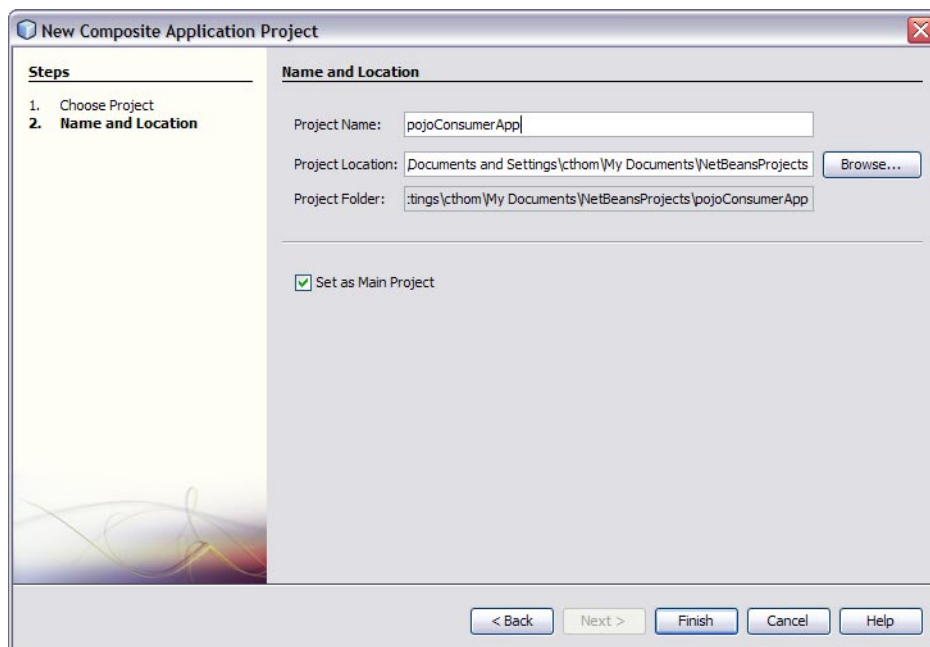 New Composite Application Project
Steps
1. Choose Project
2. Name and Location
Name and Location
Project Name: pojoConsumerApp
Project Location: Documents and Settings\cthom\My Documents\NetBeansProjects Browse...
Project Folder: :tings\cthom\My Documents\NetBeansProjects\pojoConsumerApp
Set as Main Project
< Back Next > Finish Cancel Help